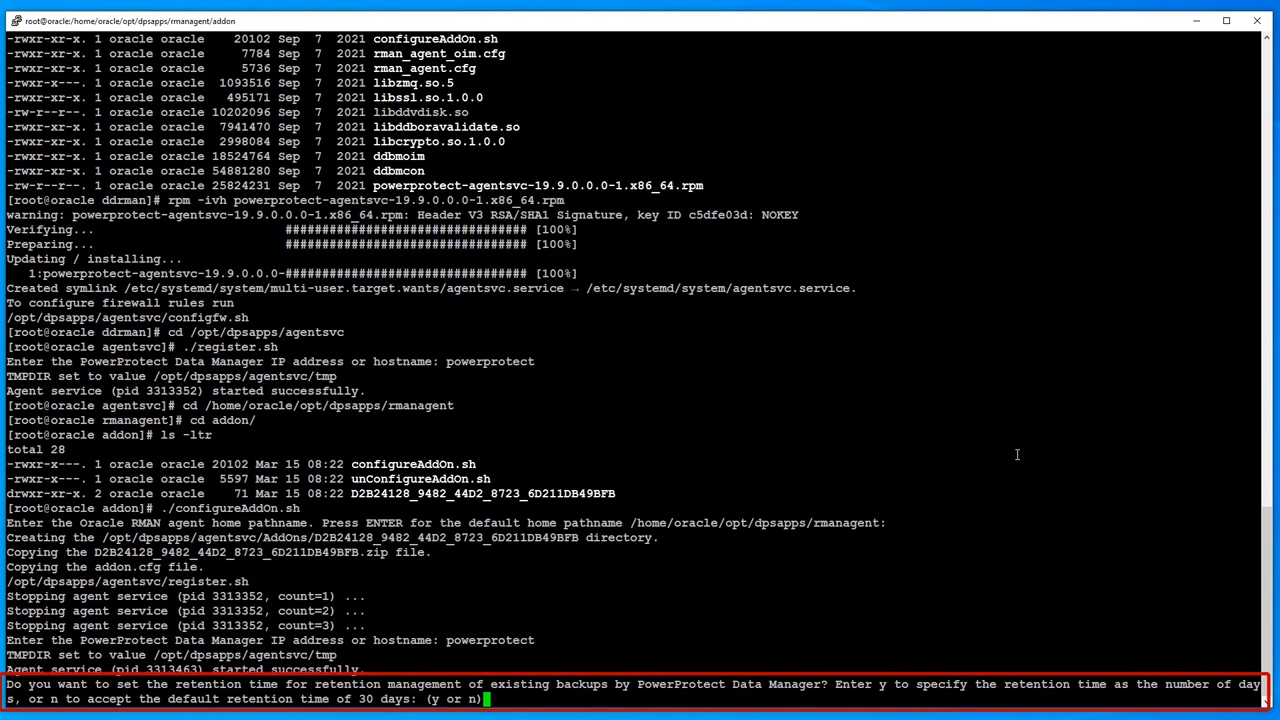 root@oracle:/home/oracle/opt/dpsapps/rmanagent/addon
-rwxr-xr-x. 1 oracle oracle 20102 Sep 7 2021 configureAddOn.sh
-rwxr-xr-x. 1 oracle oracle 7784 Sep 7 2021 rman_agent_oim.cfg
-rwxr-xr-x. 1 oracle oracle 5736 Sep 7 2021 rman_agent.cfg
-rwxr-x---. 1 oracle oracle 1093516 Sep 7 2021 libzmq.so.5
-rwxr-xr-x. 1 oracle oracle 495171 Sep 7 2021 libssl.so.1.0.0
-rw-r--r--. 1 oracle oracle 10202096 Sep 7 2021 libddvdisk.so
-rwxr-xr-x. 1 oracle oracle 7941470 Sep 7 2021 libddboravalidate.so
-rwxr-xr-x. 1 oracle oracle 2998084 Sep 7 2021 libcrypto.so.1.0.0
-rwxr-xr-x. 1 oracle oracle 18524764 Sep 7 2021 ddbmoim
-rwxr-xr-x. 1 oracle oracle 54881280 Sep 7 2021 ddbmcon
-rw-r--r--. 1 oracle oracle 25824231 Sep 7 2021 powerprotect-agentsvc-19.9.0.0.0-1.x86_64.rpm
[root@oracle ddrman]# rpm -ivh powerprotect-agentsvc-19.9.0.0.0-1.x86_64.rpm
warning: powerprotect-agentsvc-19.9.0.0.0-1.x86_64.rpm: Header V3 RSA/SHA1 Signature, key ID c5dfe03d: NOKEY
Verifying... ################################# [100%]
Preparing... ################################# [100%]
Updating / installing...
1:powerprotect-agentsvc-19.9.0.0.0-################################# [100%]
Created symlink /etc/systemd/system/multi-user.target.wants/agentsvc.service → /etc/systemd/system/agentsvc.service.
To configure firewall rules run
/opt/dpsapps/agentsvc/configfw.sh
[root@oracle ddrman]# cd /opt/dpsapps/agentsvc
[root@oracle agentsvc]# ./register.sh
Enter the PowerProtect Data Manager IP address or hostname: powerprotect
TMPDIR set to value /opt/dpsapps/agentsvc/tmp
Agent service (pid 3313352) started successfully.
[root@oracle agentsvc]# cd /home/oracle/opt/dpsapps/rmanagent
[root@oracle rmanagent]# cd addon/
[root@oracle addon]# ls -ltr
total 28
-rwxr-x---. 1 oracle oracle 20102 Mar 15 08:22 configureAddOn.sh
-rwxr-x---. 1 oracle oracle 5597 Mar 15 08:22 unConfigureAddOn.sh
drwxr-xr-x. 2 oracle oracle 71 Mar 15 08:22 D2B24128_9482_44D2_8723_6D211DB49BFB
[root@oracle addon]# ./configureAddOn.sh
Enter the Oracle RMAN agent home pathname. Press ENTER for the default home pathname /home/oracle/opt/dpsapps/rmanagent:
Creating the /opt/dpsapps/agentsvc/AddOns/D2B24128_9482_44D2_8723_6D211DB49BFB directory.
Copying the D2B24128_9482_44D2_8723_6D211DB49BFB.zip file.
Copying the addon.cfg file.
/opt/dpsapps/agentsvc/register.sh
Stopping agent service (pid 3313352, count=1) ...
Stopping agent service (pid 3313352, count=2) ...
Stopping agent service (pid 3313352, count=3) ...
Enter the PowerProtect Data Manager IP address or hostname: powerprotect
TMPDIR set to value /opt/dpsapps/agentsvc/tmp
Agent service (pid 3313463) started successfully.
Do you want to set the retention time for retention management of existing backups by PowerProtect Data Manager? Enter y to specify the retention time as the number of day
s, or n to accept the default retention time of 30 days: (y or n)